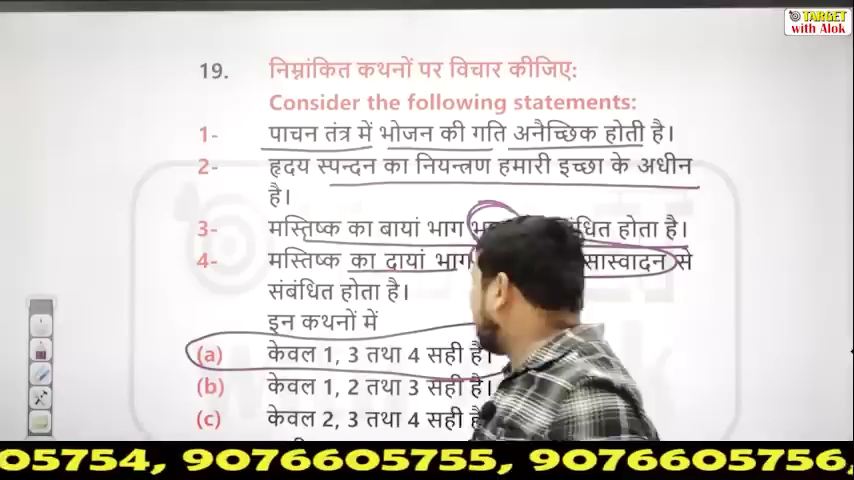 TARGET
with Alok
19. निम्नांकित कथनों पर विचार कीजिए:
Consider the following statements:
1- पाचन तंत्र में भोजन की गति अनैच्छिक होती है।
2- हृदय स्पन्दन का नियन्त्रण हमारी इच्छा के अधीन
है।
3- मस्तिष्क का बायां भाग होता है।
4- मस्तिष्क का दायां भाग सास्वादन से
संबंधित होता है।
इन कथनों में
(a) केवल 1, 3 तथा 4 सही है।
(b) केवल 1, 2 तथा 3 सही है।
(c) केवल 2, 3 तथा 4 सही
05754, 9076605755, 9076605756,